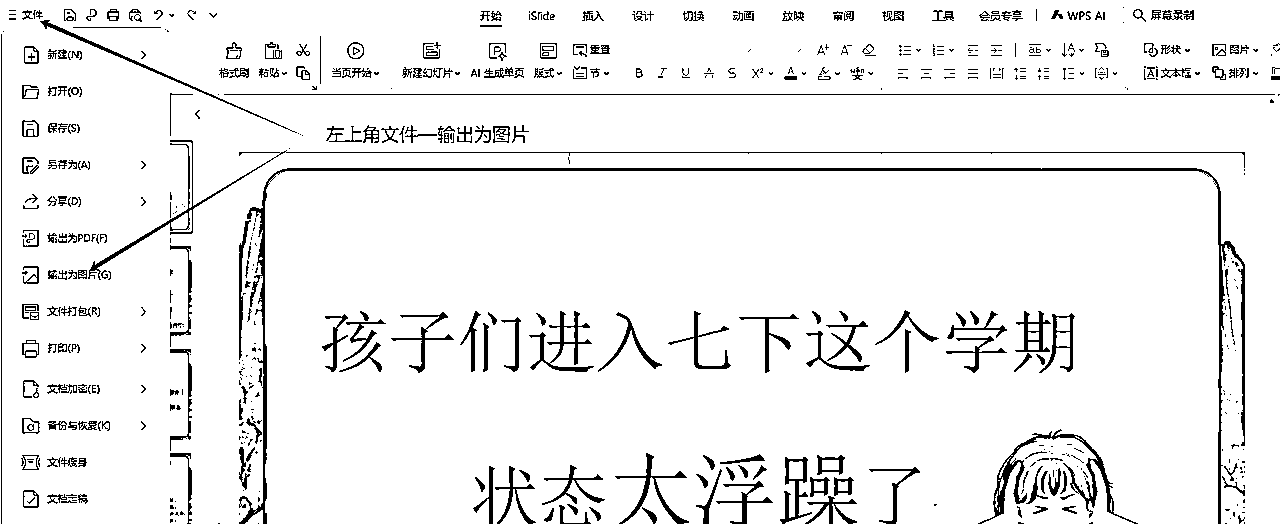 文件
开始 iSlide 插入 设计 切换 动画 放映 审阅 视图 工具 会员专享 WPS AI 屏幕录制
新建(N)
重置
形状 图片
格式刷 粘贴 当页开始 新建幻灯片 AI 生成单页 版式 节 B I U A S X² A 文本框 排列
打开(O)
保存(S)
左上角文件—输出为图片
另存为(A)
分享(D)
输出为PDF(F)
输出为图片(G)
文件打包(R)
孩子们进入七下这个学期
打印(P)
文档加密(E)
备份与恢复(K)
文件瘦身
状态太浮躁了
文档定稿